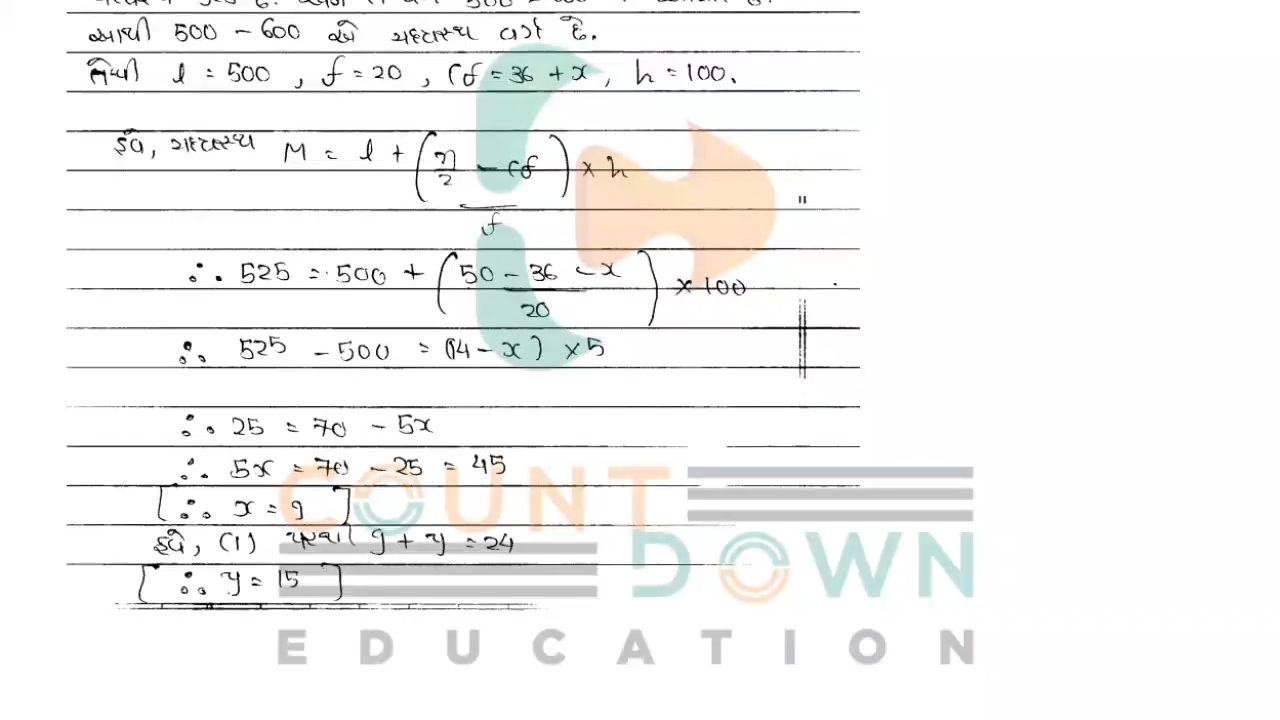 આથી 500 - 600 એ મધ્યસ્થ વર્ગ છે.
તેથી l = 500 , f = 20 , cf = 36 + x , h = 100.
હવે, મધ્યસ્થ M = l + ( n/2 - cf / f ) × h
∴ 525 = 500 + ( 50 - 36 - x / 20 ) × 100
∴ 525 - 500 = (14 - x) × 5
∴ 25 = 70 - 5x
∴ 5x = 70 - 25 = 45
[ ∴ x = 9 ]
હવે, (1) પરથી 9 + y = 24
[ ∴ y = 15 ]
COUNT
DOWN
EDUCATION